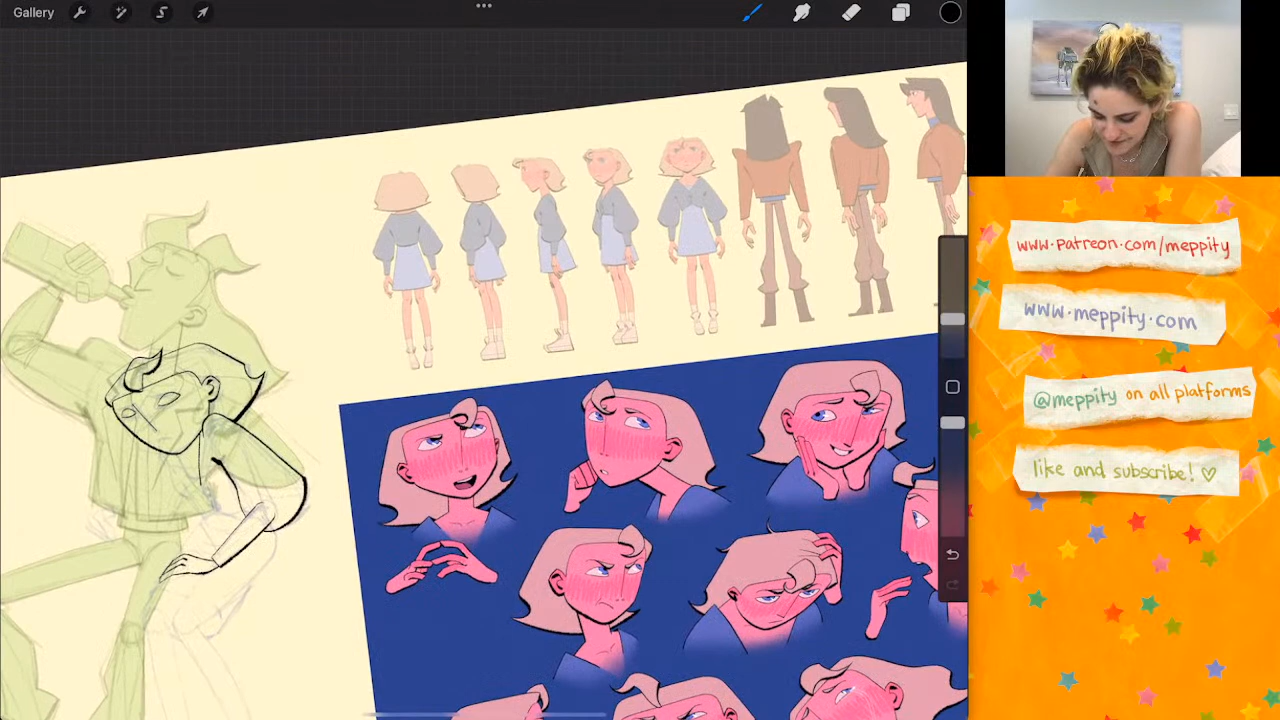 Gallery
www.patreon.com/meppity
www.meppity.com
@meppity on all platforms
like and subscribe! ♡